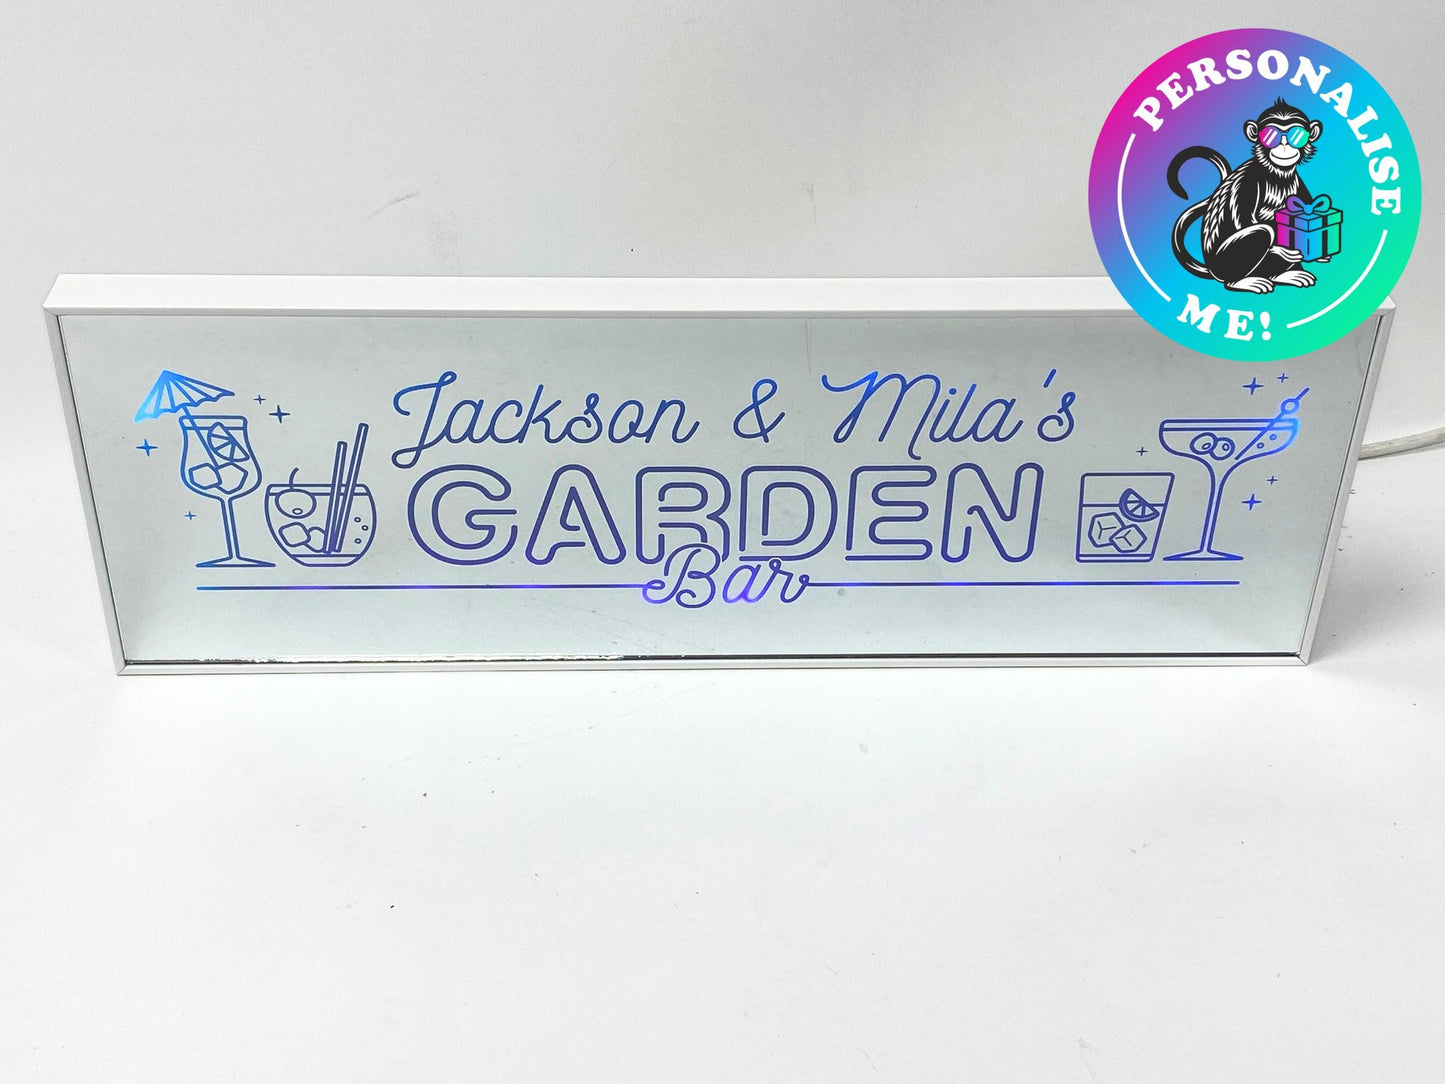 PERSONALISE
ME!
Jackson & Mila's
GARDEN
Bar